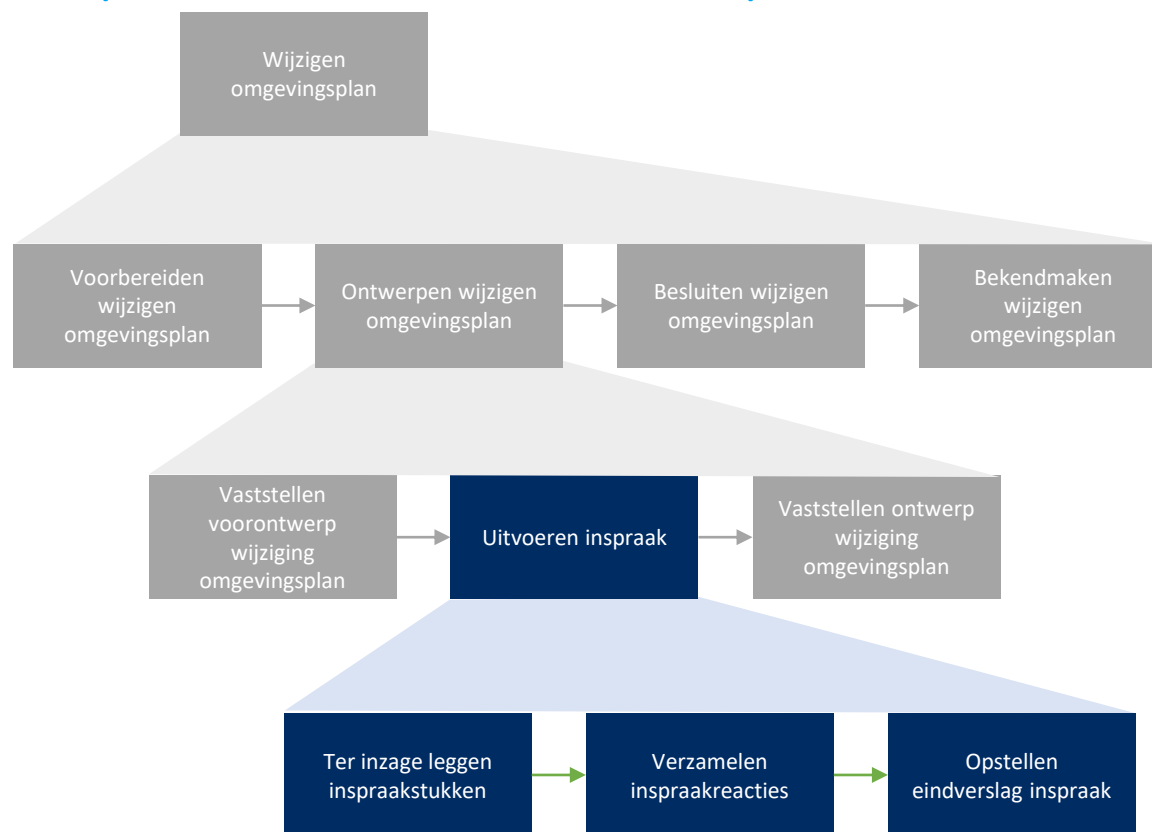 Wijzigen
omgevingsplan
Voorbereiden
wijzigen
omgevingsplan
Ontwerpen wijzigen
omgevingsplan
Besluiten wijzigen
omgevingsplan
Bekendmaken
wijzigen
omgevingsplan
Vaststellen
voorontwerp
wijziging
omgevingsplan
Uitvoeren inspraak
Vaststellen ontwerp
wijziging
omgevingsplan
Ter inzage leggen
inspraakstukken
Verzamelen
inspraakreacties
Opstellen
eindverslag inspraak